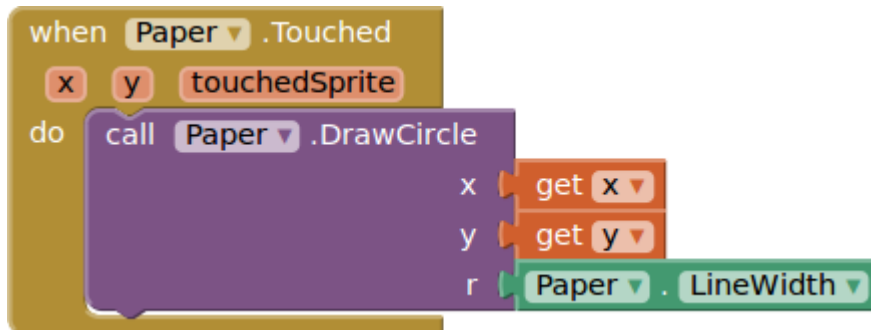 when Paper .Touched
x y touchedSprite
do call Paper .DrawCircle
x get x
y get y
r Paper . LineWidth